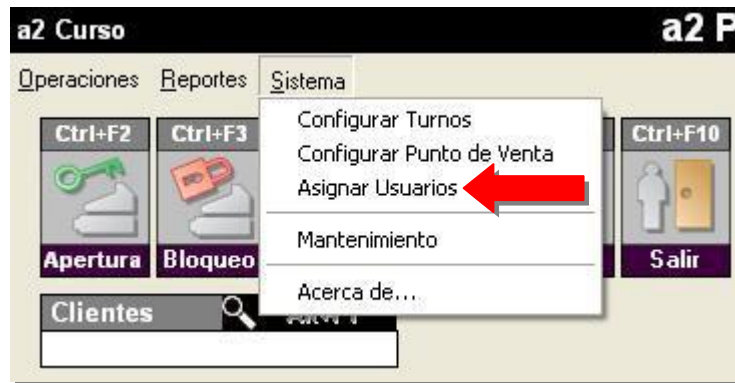 a2 Curso a2 P
Operaciones Reportes Sistema
Ctrl+F2 Ctrl+F3 Ctrl+F10
Configurar Turnos
Configurar Punto de Venta
Asignar Usuarios
Mantenimiento
Acerca de...
Apertura Bloqueo Salir
Clientes